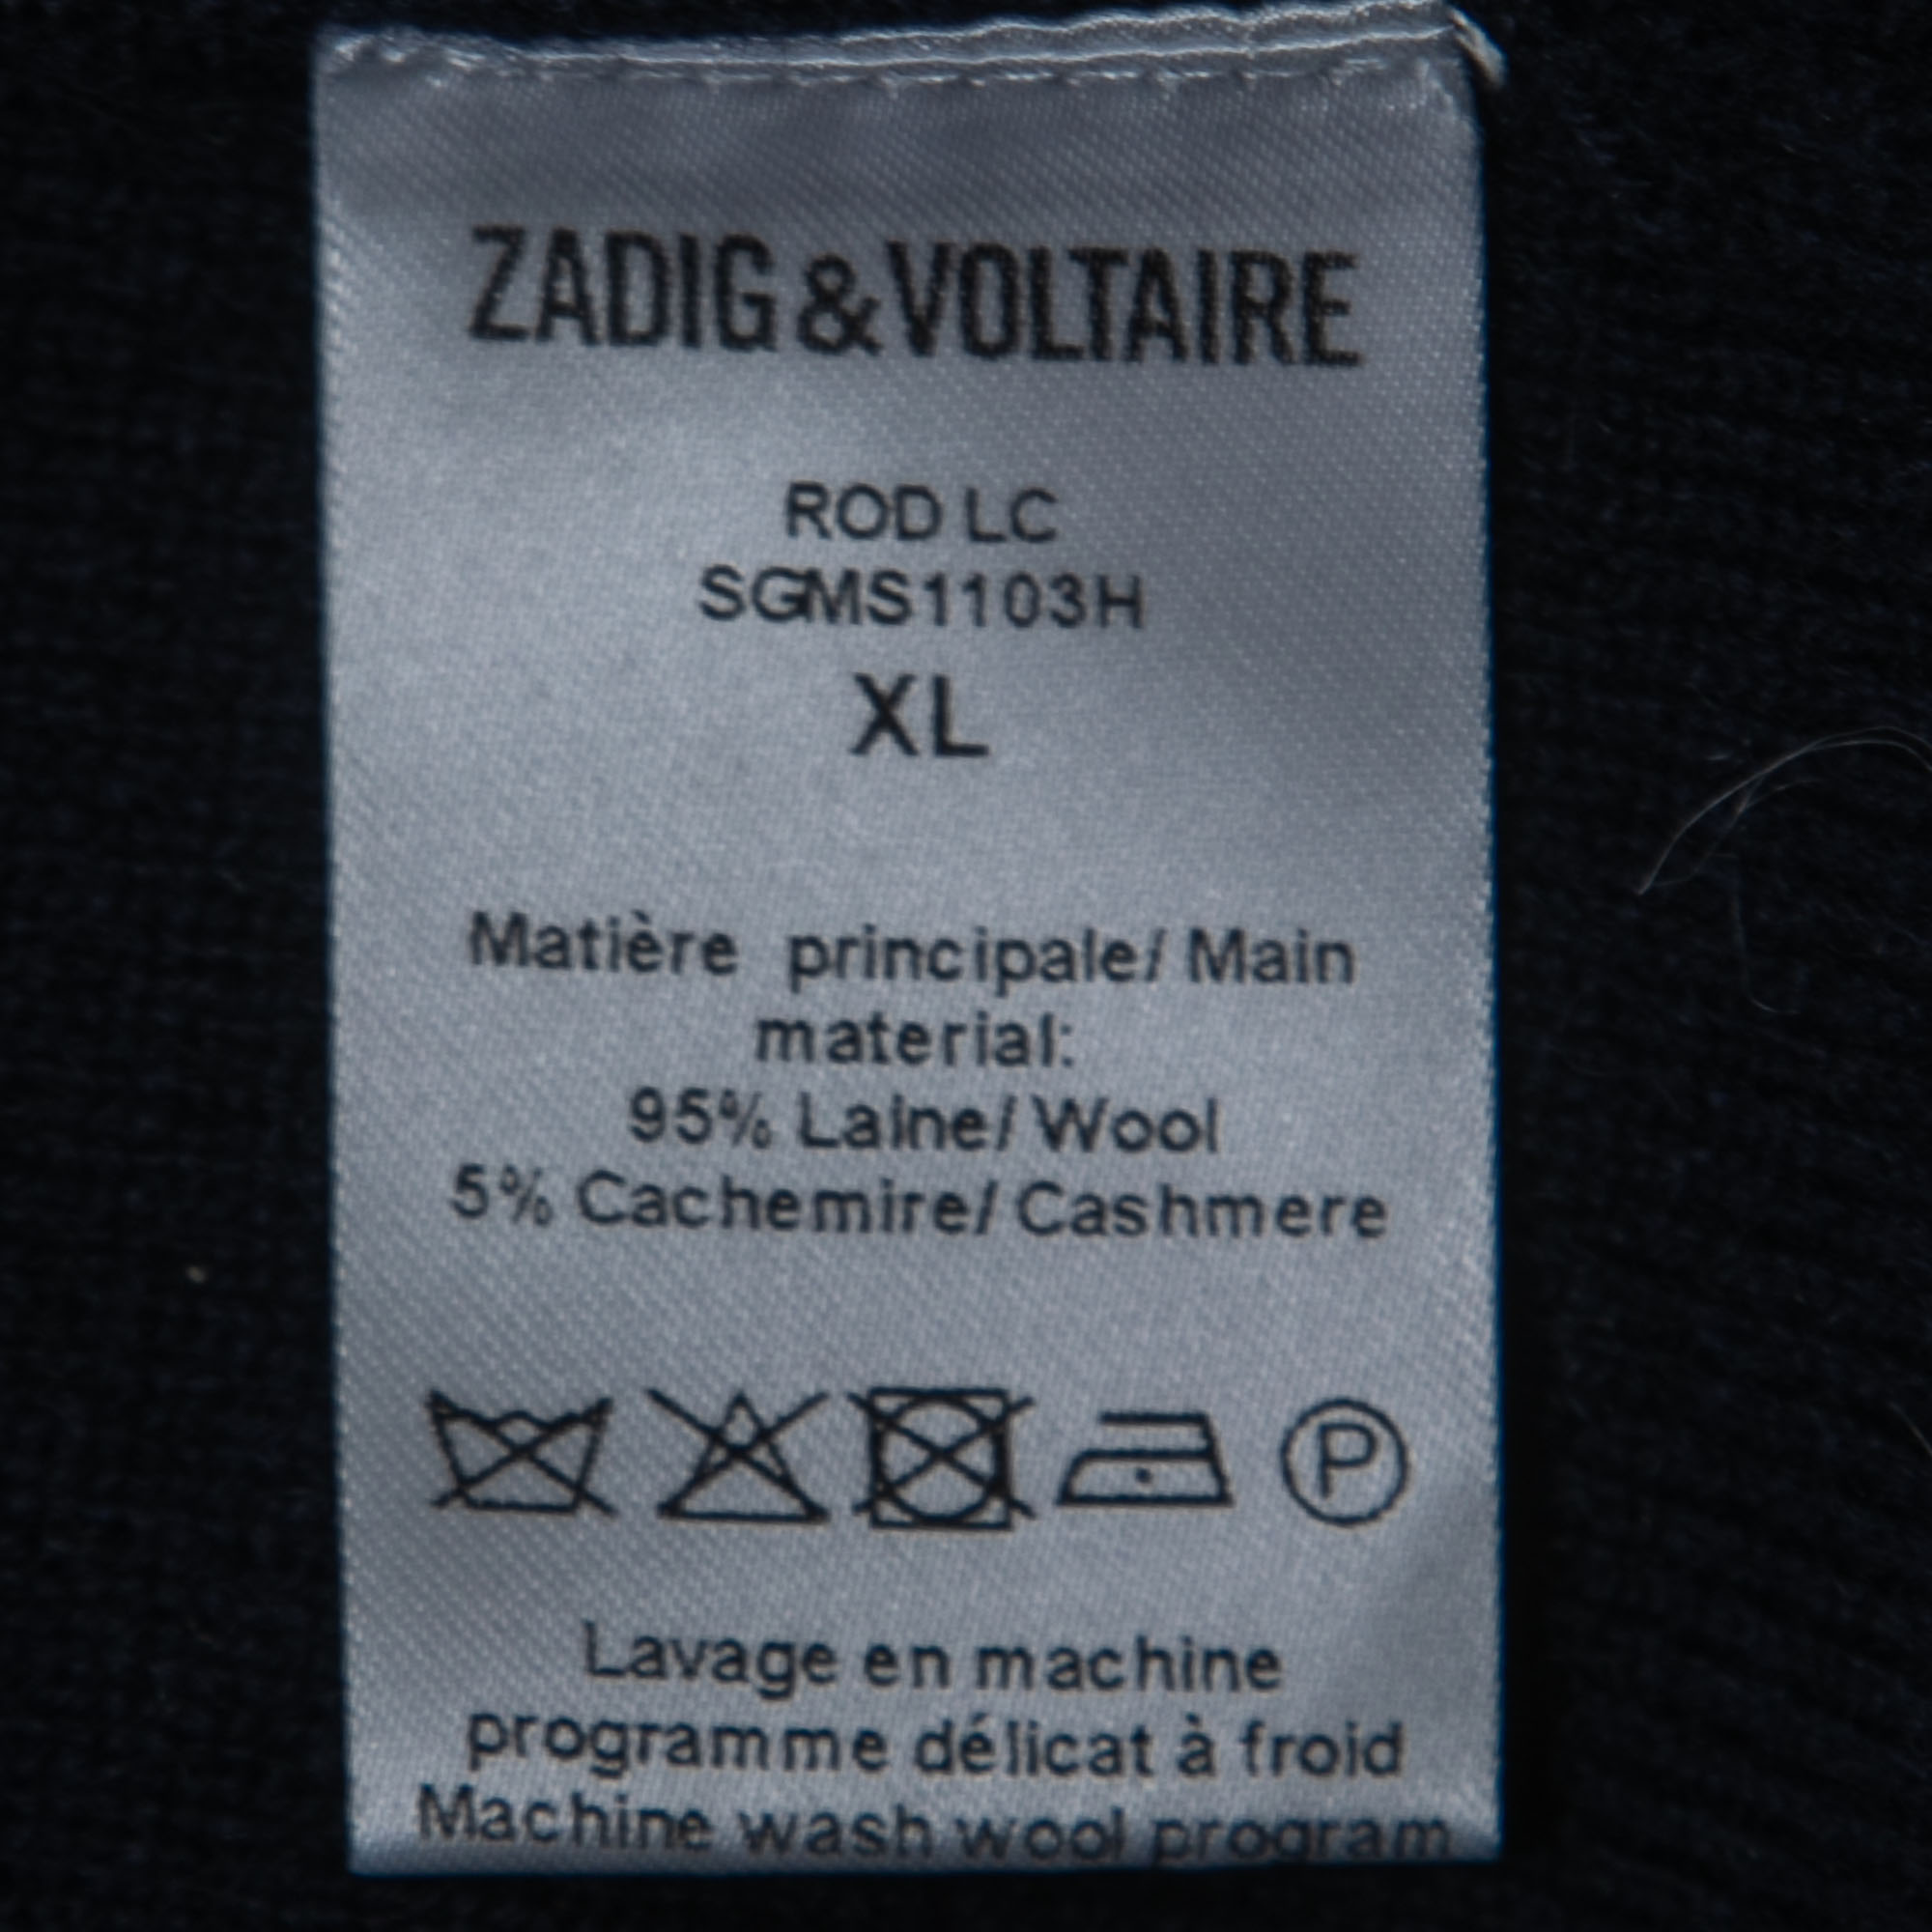 ZADIG & VOLTAIRE
ROD LC
SGMS1103H
XL
Matière principale/ Main
material:
95% Laine/ Wool
5% Cachemire/ Cashmere
P
Lavage en machine
programme délicat à froid
Machine wash wool program